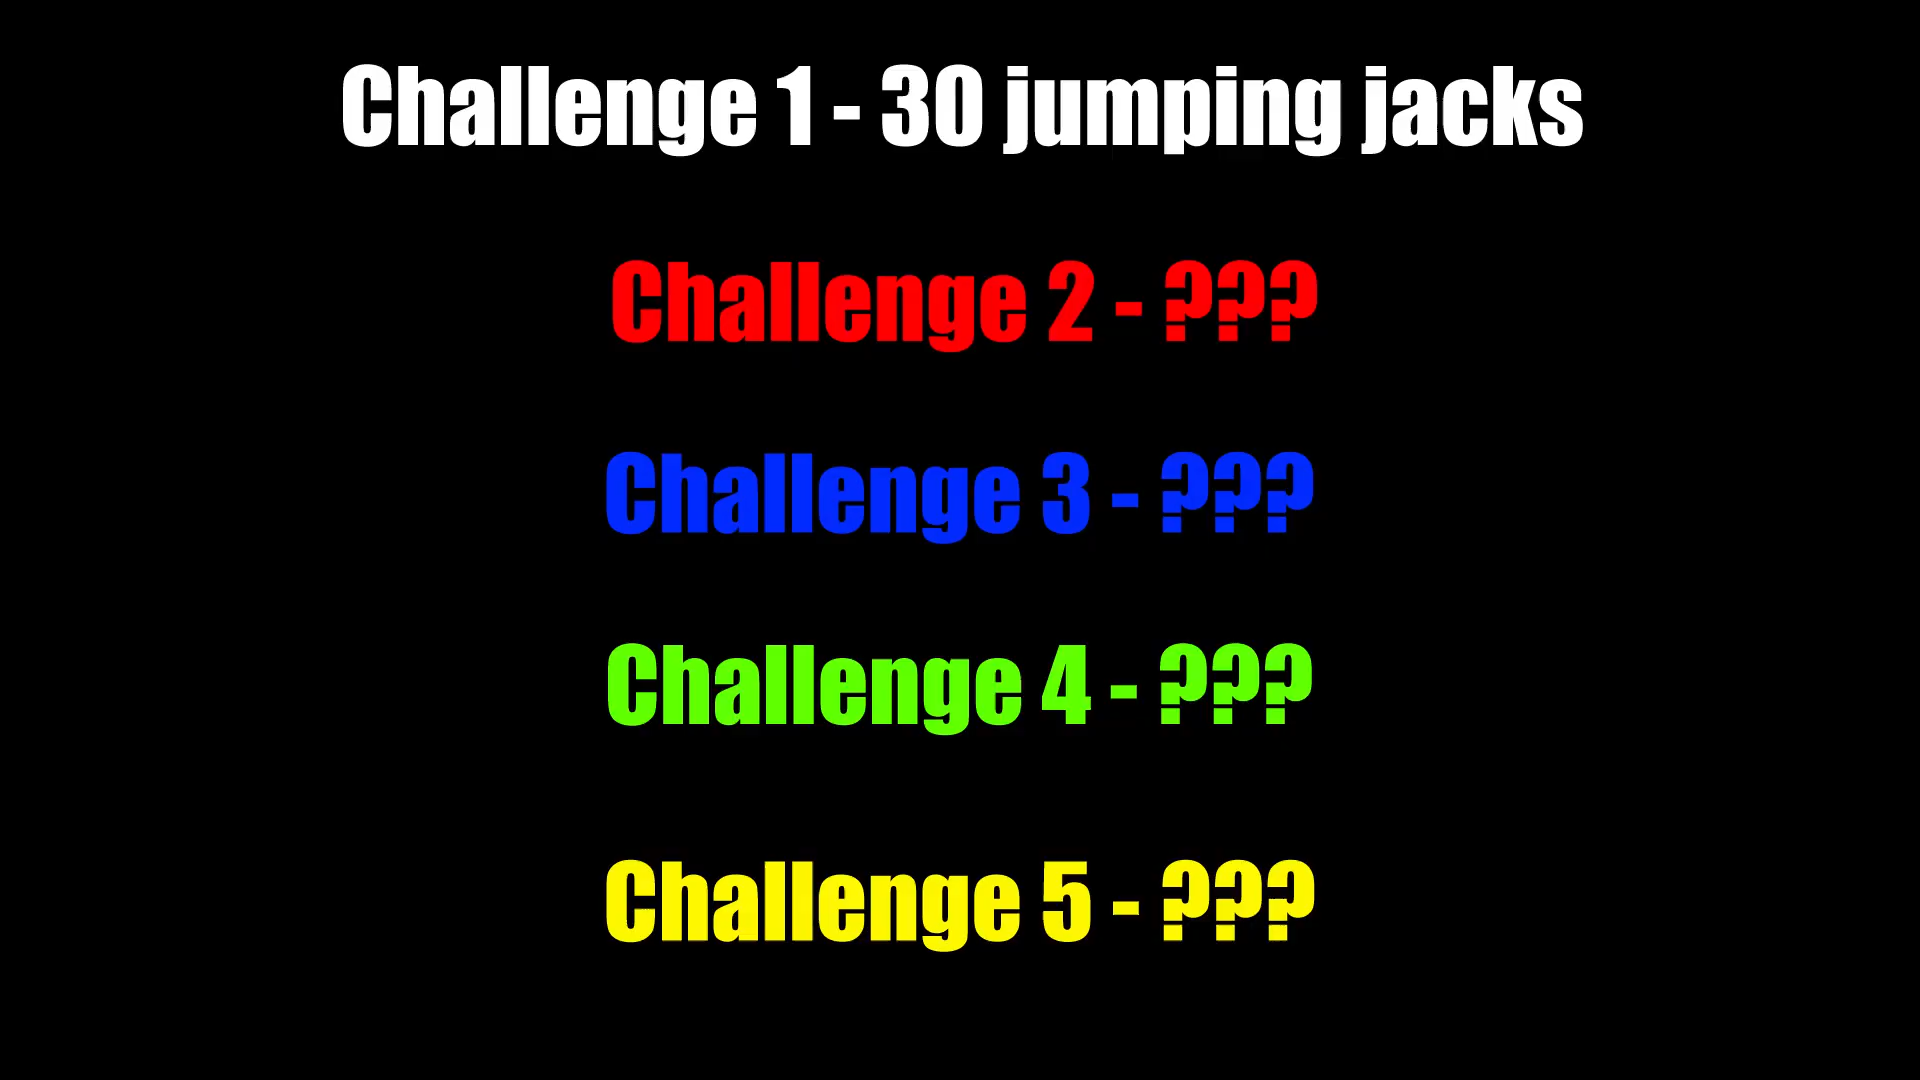 Challenge 1 - 30 jumping jacks
Challenge 2 - ???
Challenge 3 - ???
Challenge 4 - ???
Challenge 5 - ???